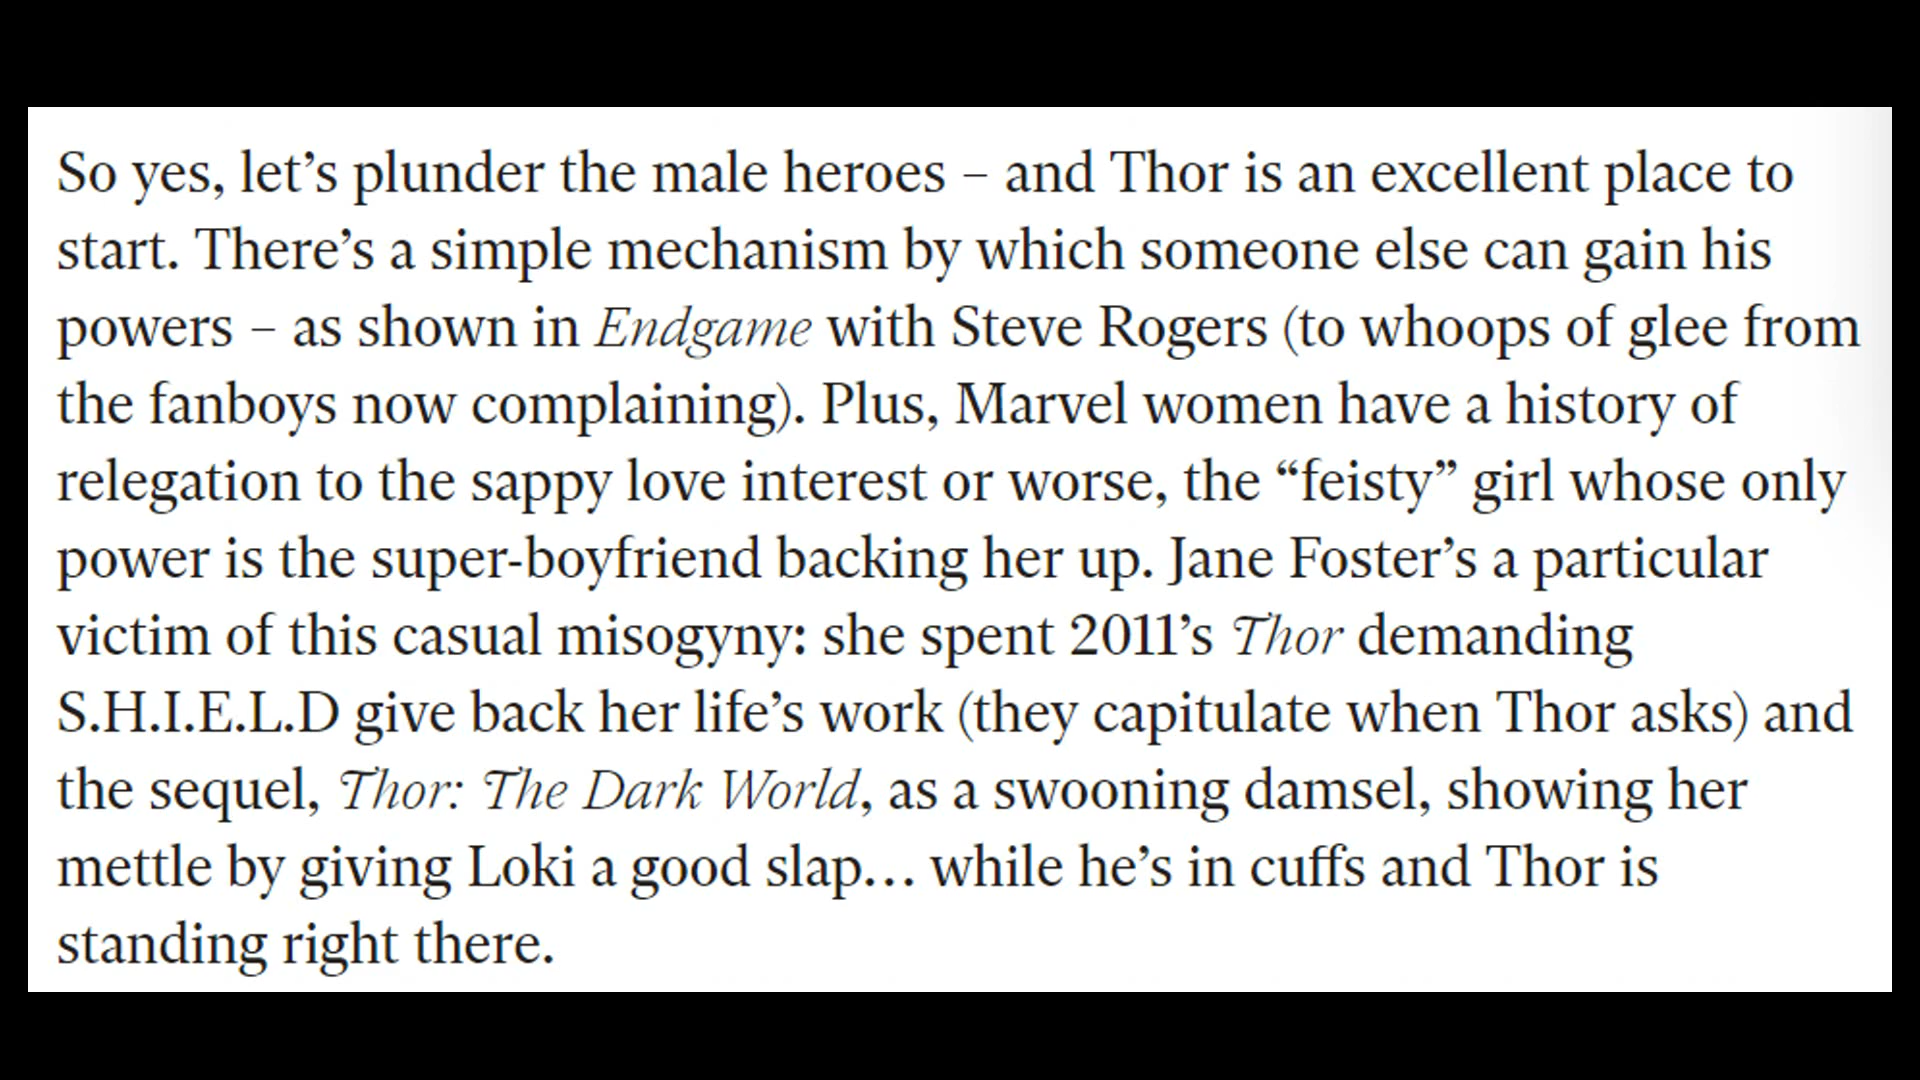 So yes, let’s plunder the male heroes – and Thor is an excellent place to
start. There’s a simple mechanism by which someone else can gain his
powers – as shown in Endgame with Steve Rogers (to whoops of glee from
the fanboys now complaining). Plus, Marvel women have a history of
relegation to the sappy love interest or worse, the “feisty” girl whose only
power is the super-boyfriend backing her up. Jane Foster’s a particular
victim of this casual misogyny: she spent 2011’s Thor demanding
S.H.I.E.L.D give back her life’s work (they capitulate when Thor asks) and
the sequel, Thor: The Dark World, as a swooning damsel, showing her
mettle by giving Loki a good slap… while he’s in cuffs and Thor is
standing right there.